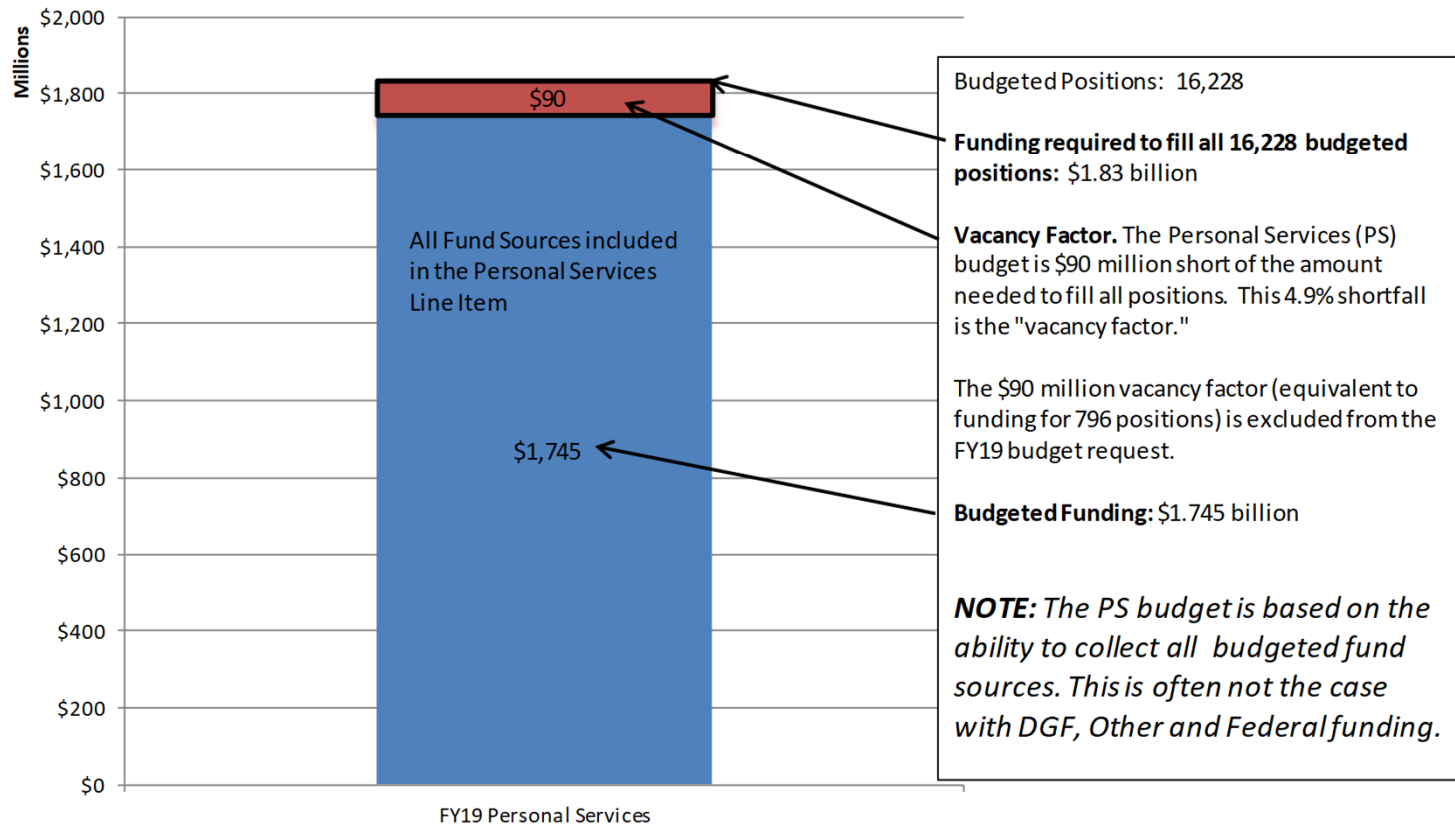 Millions
$2,000
$1,800
$1,600
$1,400
$1,200
$1,000
$800
$600
$400
$200
$0
$90
All Fund Sources included
in the Personal Services
Line Item
$1,745
FY19 Personal Services
Budgeted Positions: 16,228
Funding required to fill all 16,228 budgeted
positions: $1.83 billion
Vacancy Factor. The Personal Services (PS)
budget is $90 million short of the amount
needed to fill all positions. This 4.9% shortfall
is the "vacancy factor."
The $90 million vacancy factor (equivalent to
funding for 796 positions) is excluded from the
FY19 budget request.
Budgeted Funding: $1.745 billion
NOTE: The PS budget is based on the
ability to collect all budgeted fund
sources. This is often not the case
with DGF, Other and Federal funding.